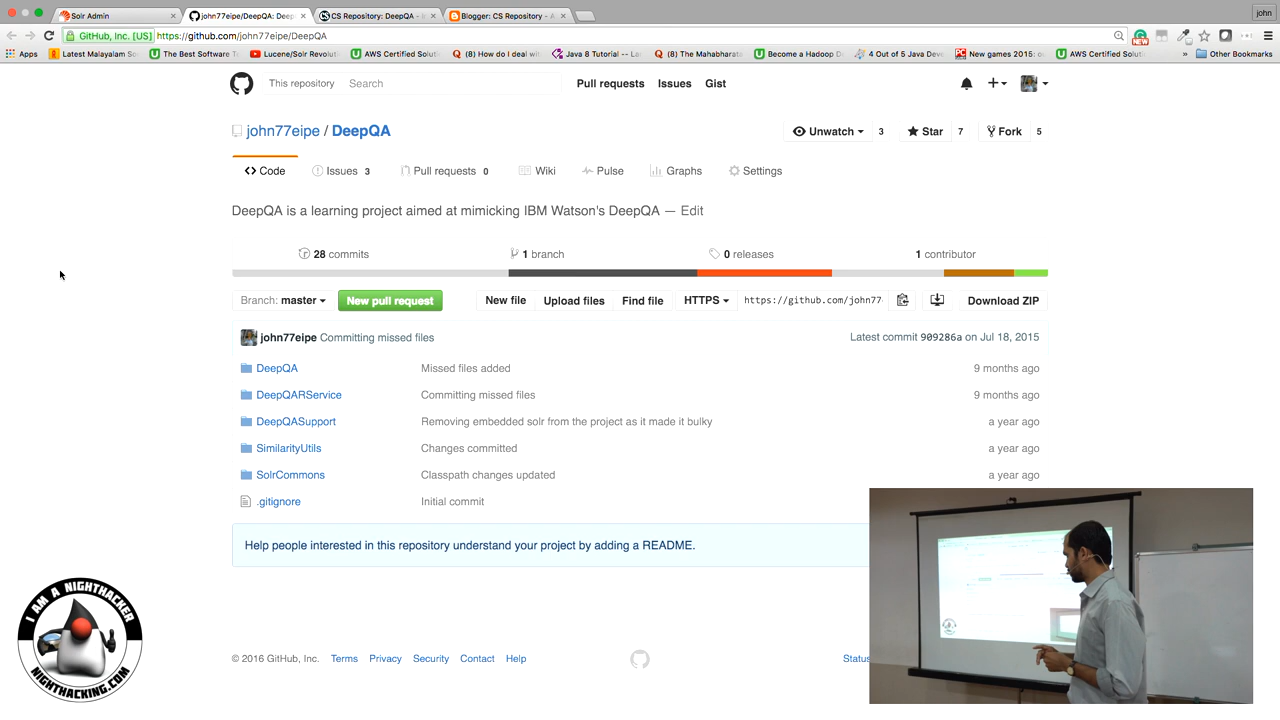 Solr Admin
john77eipe/DeepQA: Deep
CS Repository: DeepQA - I
Blogger: CS Repository - A
john
GitHub, Inc. [US] https://github.com/john77eipe/DeepQA
NEW
Apps Latest Malayalam So The Best Software T Lucene/Solr Revolut AWS Certified Solut Q (8) How do I deal wi Java 8 Tutorial -- La Q (8) The Mahabharat Become a Hadoop D 4 Out of 5 Java Deve PC New games 2015: o AWS Certified Solut » Other Bookmarks
This repository Search Pull requests Issues Gist
john77eipe / DeepQA
Unwatch 3 Star 7 Fork 5
Code Issues 3 Pull requests 0 Wiki Pulse Graphs Settings
DeepQA is a learning project aimed at mimicking IBM Watson's DeepQA — Edit
28 commits 1 branch 0 releases 1 contributor
Branch: master New pull request New file Upload files Find file HTTPS https://github.com/john77 Download ZIP
john77eipe Committing missed files Latest commit 909286a on Jul 18, 2015
DeepQA Missed files added 9 months ago
DeepQARService Committing missed files 9 months ago
DeepQASupport Removing embedded solr from the project as it made it bulky a year ago
SimilarityUtils Changes committed a year ago
SolrCommons Classpath changes updated a year ago
.gitignore Initial commit
Help people interested in this repository understand your project by adding a README.
I AM A NIGHTHACKER
NIGHTHACKING.COM
© 2016 GitHub, Inc. Terms Privacy Security Contact Help Status